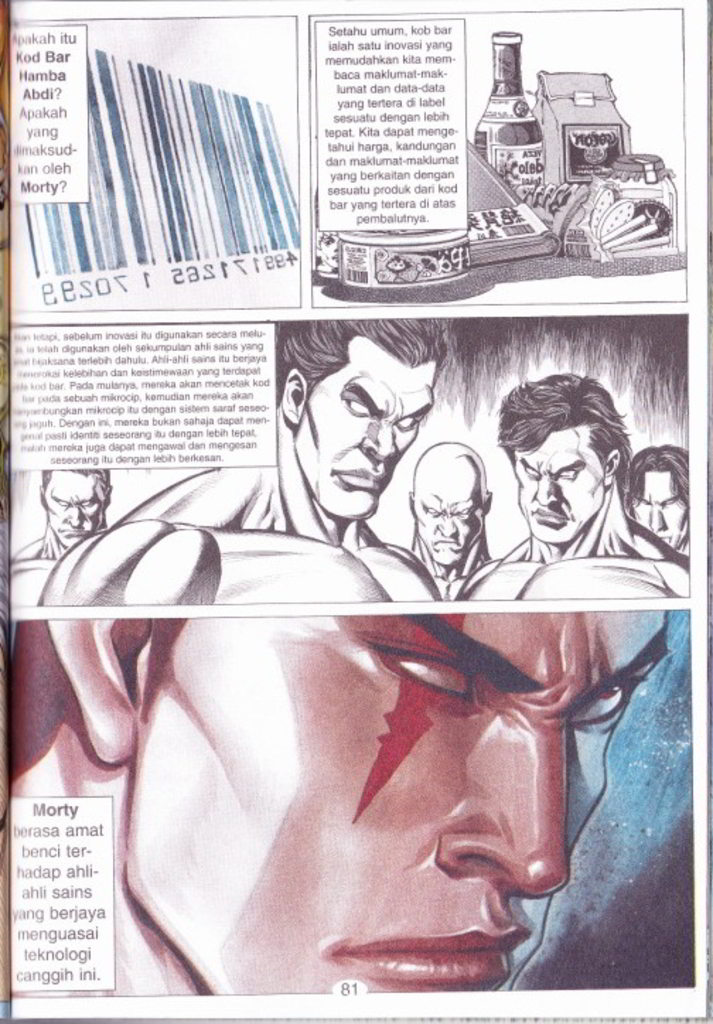 Apakah itu
Kod Bar
Hamba
Abdi?
Apakah
yang
dimaksud-
kan oleh
Morty?
Setahu umum, kob bar
ialah satu inovasi yang
memudahkan kita mem-
baca maklumat-mak-
lumat dan data-data
yang tertera di label
sesuatu dengan lebih
tepat. Kita dapat menge-
tahui harga, kandungan
dan maklumat-maklumat
yang berkaitan dengan
sesuatu produk dari kod
bar yang tertera di atas
pembalutnya.
tetapi, sebelum inovasi itu digunakan secara melu-
ia telah digunakan oleh sekumpulan ahli sains yang
bijaksana terlebih dahulu. Ahli-ahli sains itu berjaya
menerokai kelebihan dan keistimewaan yang terdapat
kod bar. Pada mulanya, mereka akan mencetak kod
bar pada sebuah mikrocip, kemudian mereka akan
menyambungkan mikrocip itu dengan sistem saraf seseo-
rang itu. Dengan ini, mereka bukan sahaja dapat men-
genal pasti identiti seseorang itu dengan lebih tepat,
malah mereka juga dapat mengawal dan mengesan
seseorang itu dengan lebih berkesan.
Morty
berasa amat
benci ter-
hadap ahli-
ahli sains
yang berjaya
menguasai
teknologi
canggih ini.
81